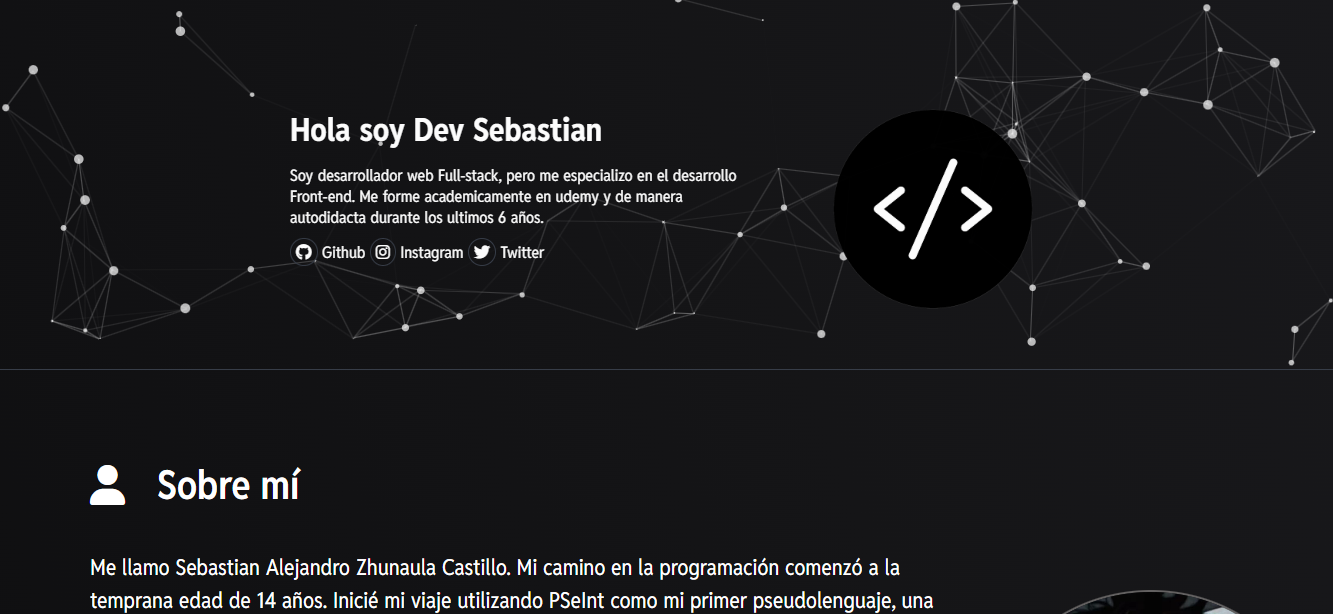 Hola soy Dev Sebastian
Soy desarrollador web Full-stack, pero me especializo en el desarrollo
Front-end. Me forme academicamente en udemy y de manera
autodidacta durante los ultimos 6 años.
Github Instagram Twitter
</>
Sobre mí
Me llamo Sebastian Alejandro Zhunaula Castillo. Mi camino en la programación comenzó a la
temprana edad de 14 años. Inicié mi viaje utilizando PSeInt como mi primer pseudolenguaje, una